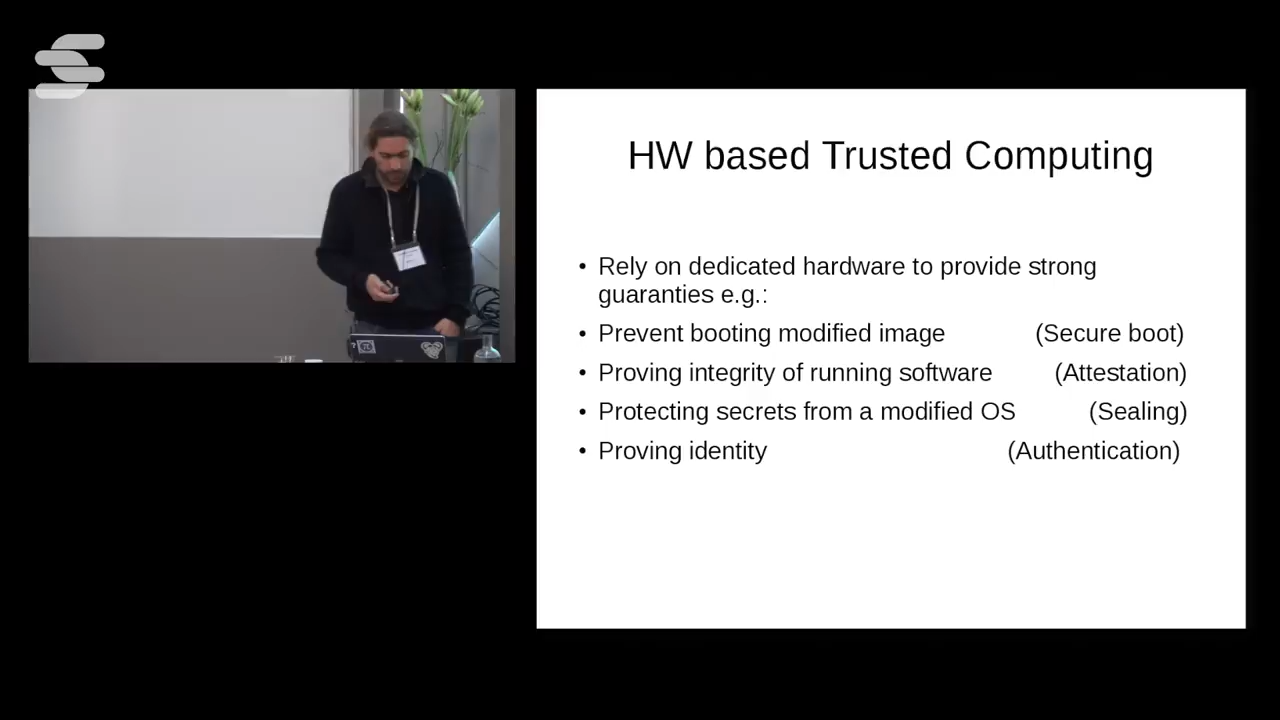 HW based Trusted Computing
• Rely on dedicated hardware to provide strong
guaranties e.g.:
• Prevent booting modified image (Secure boot)
• Proving integrity of running software (Attestation)
• Protecting secrets from a modified OS (Sealing)
• Proving identity (Authentication)